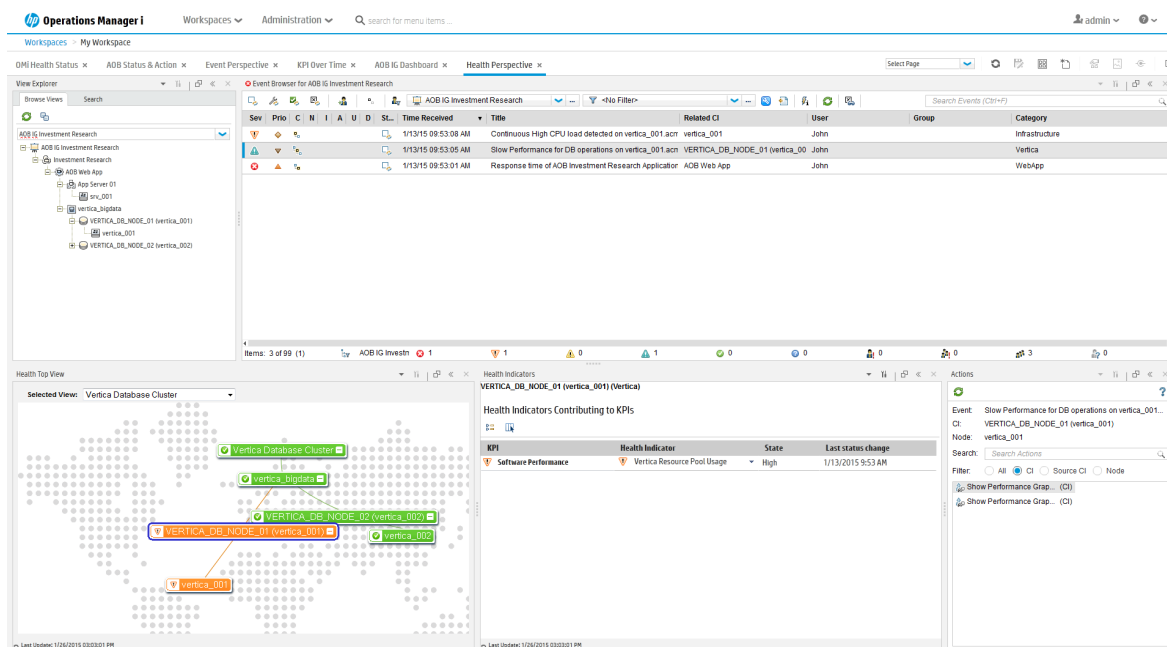 hp Operations Manager i Workspaces Administration search for menu items ... admin
Workspaces > My Workspace
OMi Health Status × AOB Status & Action × Event Perspective × KPI Over Time × AOB IG Dashboard × Health Perspective × Select Page
View Explorer
Browse Views Search
AOB IG Investment Research
AOB IG Investment Research
Investment Research
AOB Web App
App Server 01
srv_001
vertica_bigdata
VERTICA_DB_NODE_01 (vertica_001)
vertica_001
VERTICA_DB_NODE_02 (vertica_002)
Event Browser for AOB IG Investment Research
AOB IG Investment Research ... <No Filter> ... Search Events (Ctrl+F)
Sev Prio C N I A U D St... Time Received Title Related CI User Group Category
1/13/15 09:53:08 AM Continuous High CPU load detected on vertica_001.acm vertica_001 John Infrastructure
1/13/15 09:53:05 AM Slow Performance for DB operations on vertica_001.acm VERTICA_DB_NODE_01 (vertica_00 John Vertica
1/13/15 09:53:01 AM Response time of AOB Investment Research Application AOB Web App John WebApp
Items: 3 of 99 (1) AOB IG Investn 1 1 0 1 0 0 0 0 3 0
Health Top View
Selected View: Vertica Database Cluster
Vertica Database Cluster
vertica_bigdata
VERTICA_DB_NODE_02 (vertica_002)
VERTICA_DB_NODE_01 (vertica_001)
vertica_002
vertica_001
Last Update: 1/26/2015 03:03:01 PM
Health Indicators
VERTICA_DB_NODE_01 (vertica_001) (Vertica)
Health Indicators Contributing to KPIs
KPI Health Indicator State Last status change
Software Performance Vertica Resource Pool Usage High 1/13/2015 9:53 AM
Last Update: 1/26/2015 03:03:01 PM
Actions
?
Event: Slow Performance for DB operations on vertica_001...
CI: VERTICA_DB_NODE_01 (vertica_001)
Node: vertica_001
Search: Search Actions
Filter: All CI Source CI Node
Show Performance Grap... (CI)
Show Performance Grap... (CI)